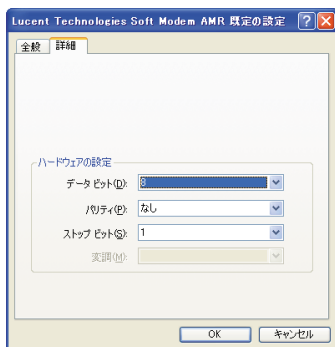 Lucent Technologies Soft Modem AMR 既定の設定
全般 詳細
ハードウェアの設定
データ ビット(D): 8
パリティ(P): なし
ストップ ビット(S): 1
変調(M):
OK キャンセル